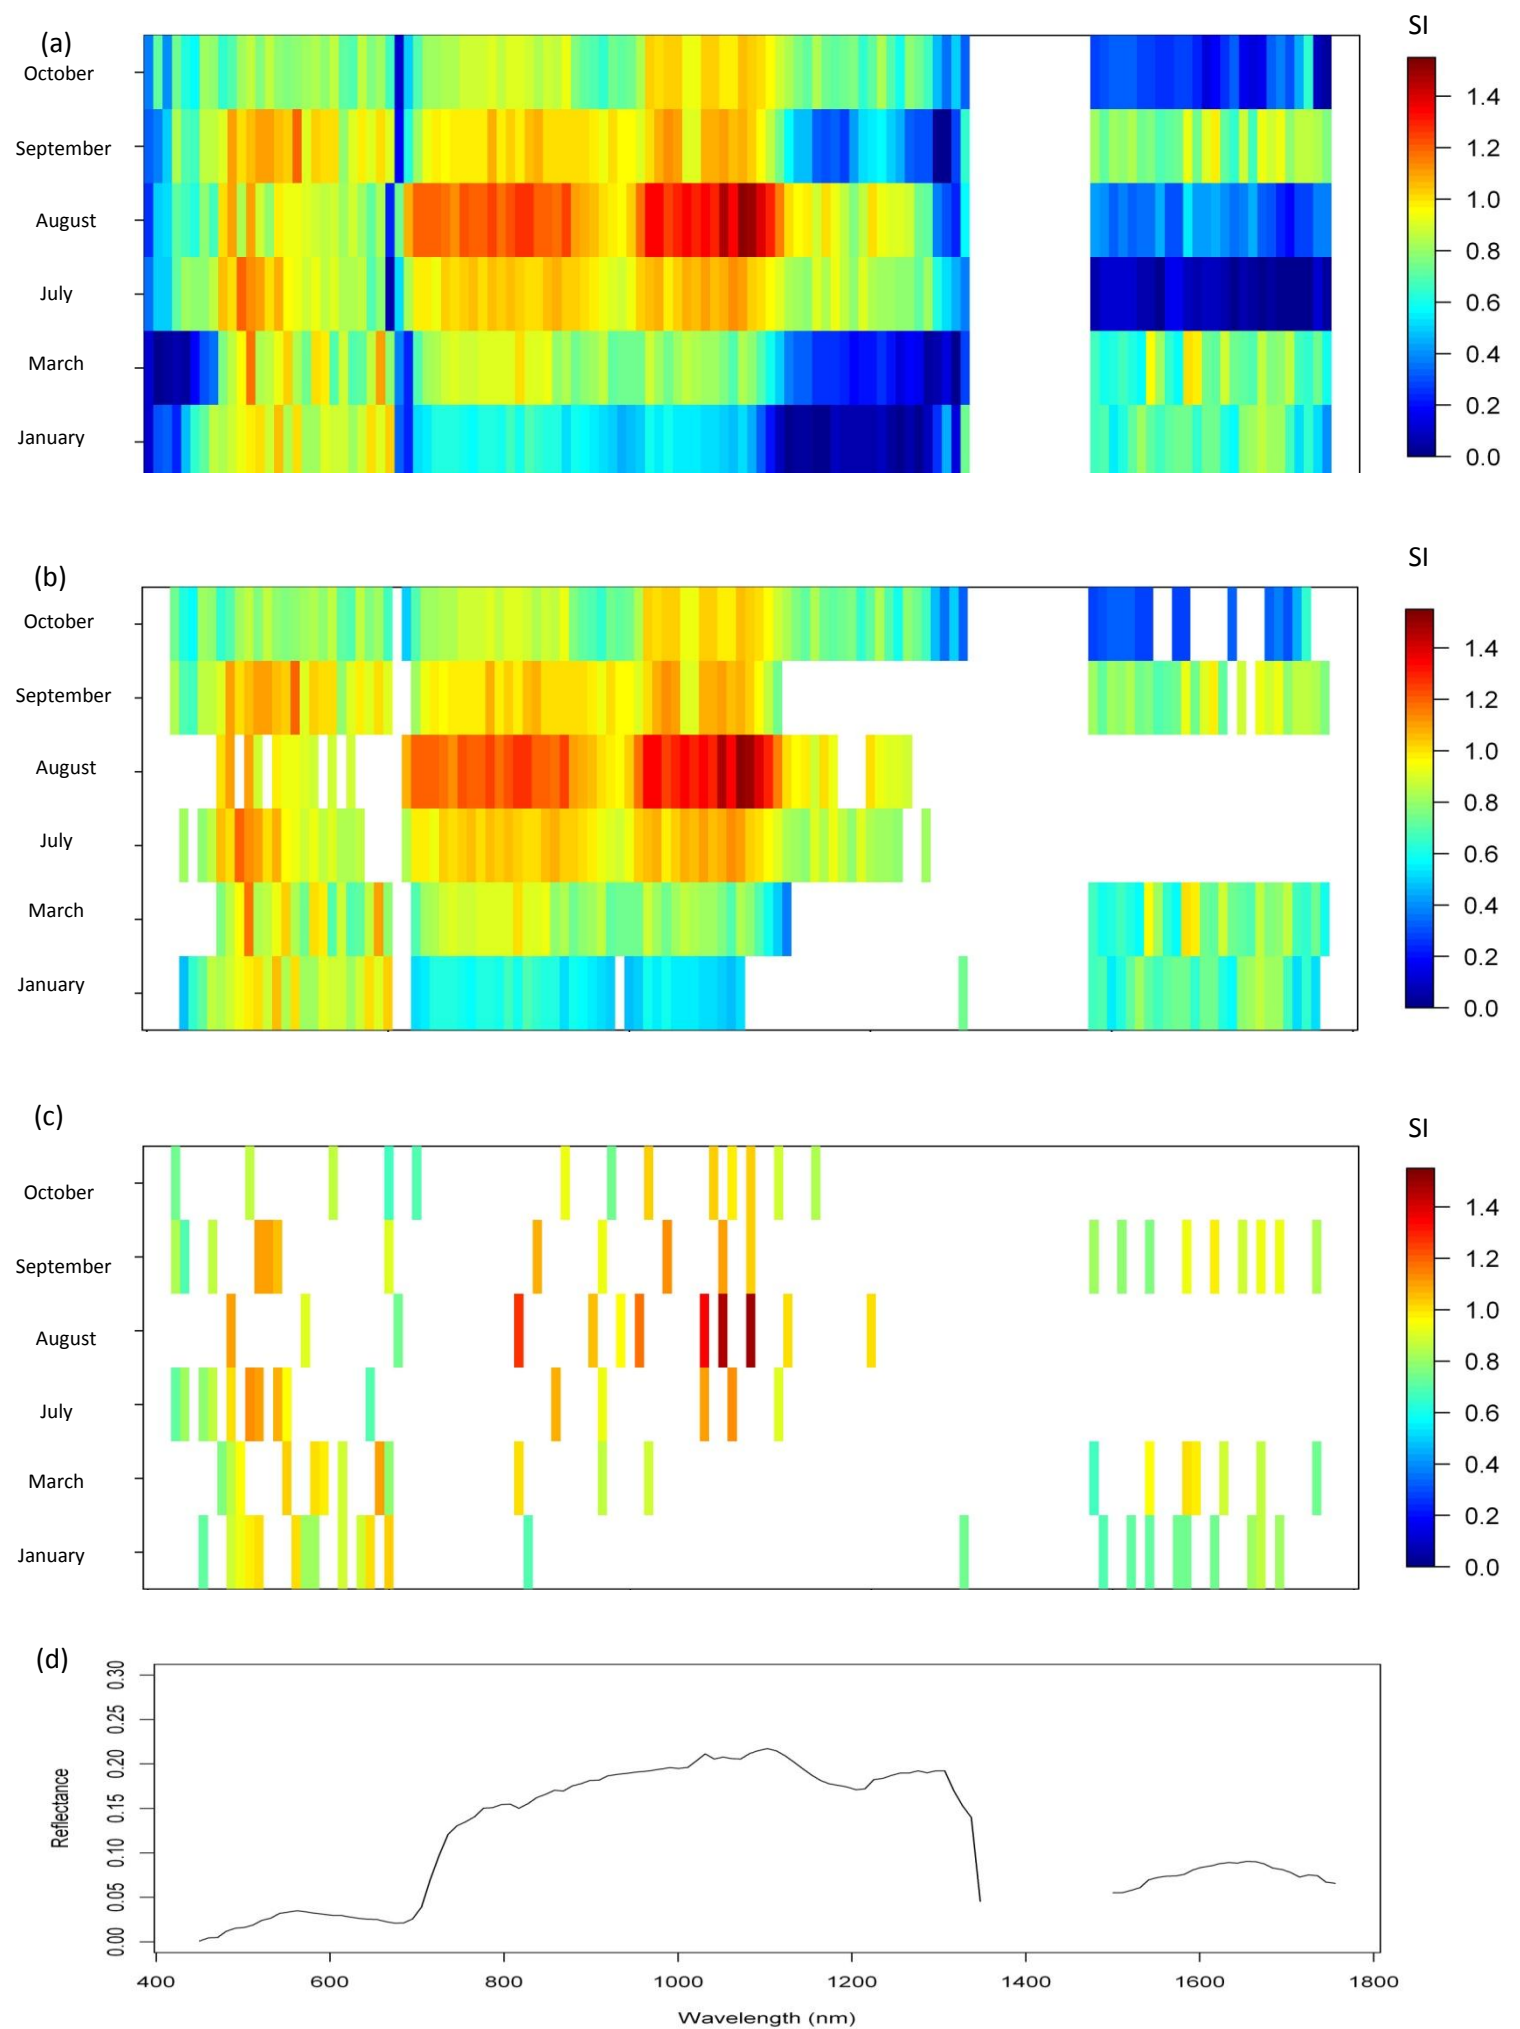 (a)
SI
October
September
August
July
March
January
1.4
1.2
1.0
0.8
0.6
0.4
0.2
0.0
(b)
SI
October
September
August
July
March
January
1.4
1.2
1.0
0.8
0.6
0.4
0.2
0.0
(c)
SI
October
September
August
July
March
January
1.4
1.2
1.0
0.8
0.6
0.4
0.2
0.0
(d)
Reflectance
0.30
0.25
0.20
0.15
0.10
0.05
0.00
400 600 800 1000 1200 1400 1600 1800
Wavelength (nm)